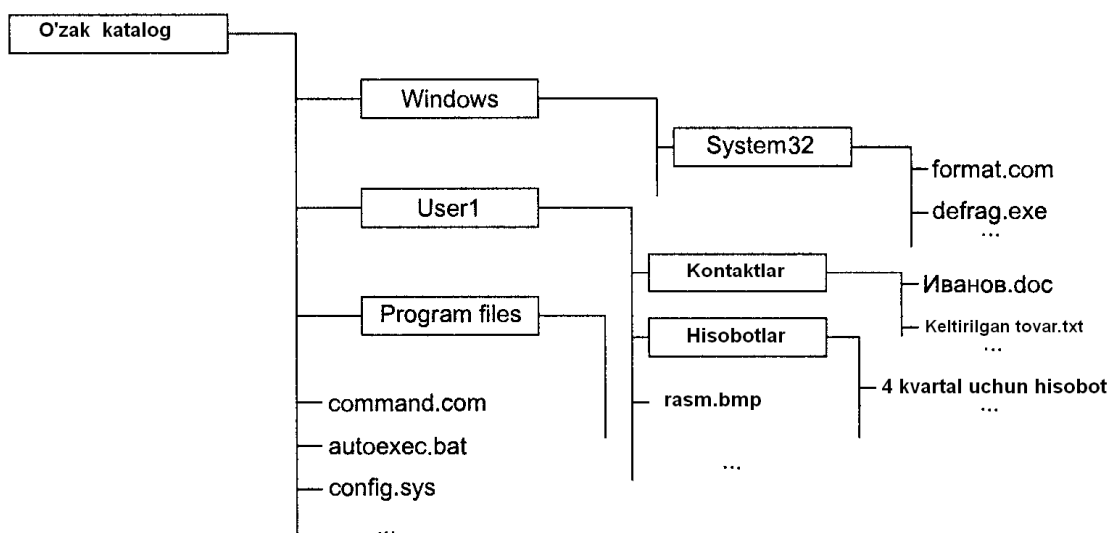 O'zak katalog
Windows
System32
format.com
defrag.exe
...
User1
Kontaktlar
Иванов.doc
Keltirilgan tovar.txt
...
Program files
Hisobotlar
4 kvartal uchun hisobot
...
rasm.bmp
...
command.com
autoexec.bat
config.sys
...